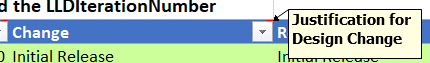 d the LLDIterationNumber
Change
R
Justification for
Design Change
0 Initial Release
Initial Release